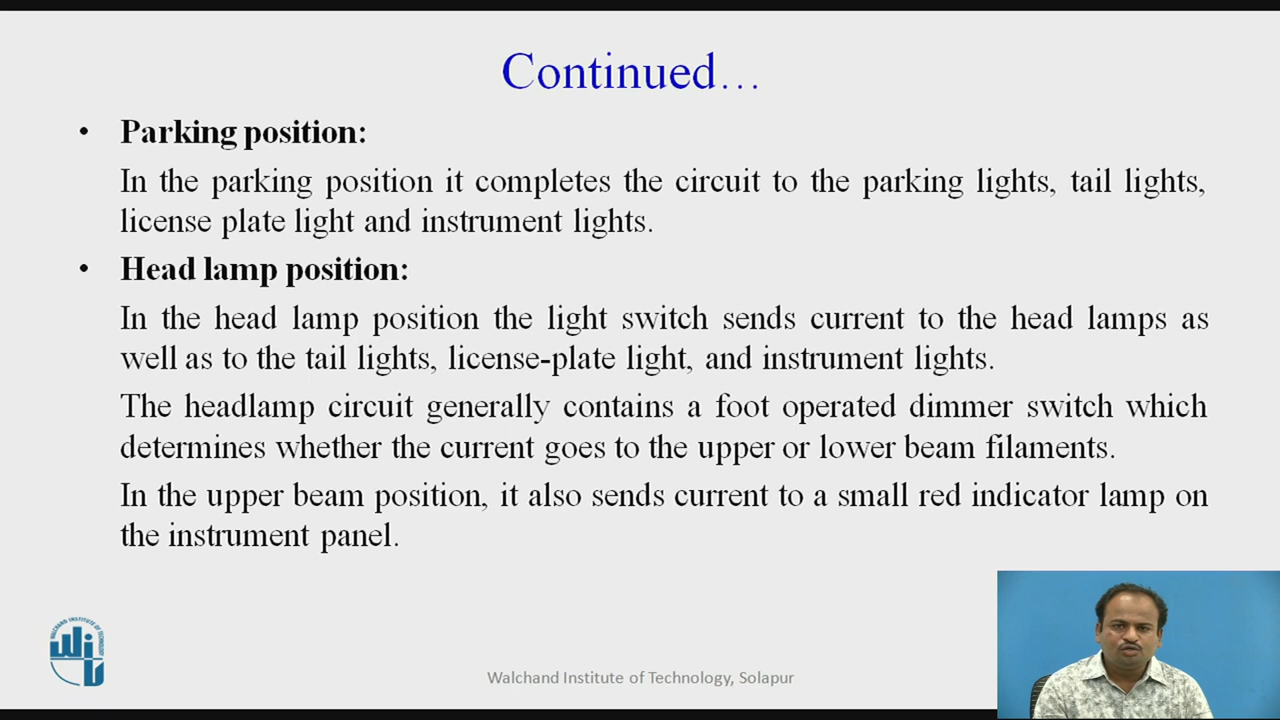 Continued...
• Parking position:
In the parking position it completes the circuit to the parking lights, tail lights,
license plate light and instrument lights.
• Head lamp position:
In the head lamp position the light switch sends current to the head lamps as
well as to the tail lights, license-plate light, and instrument lights.
The headlamp circuit generally contains a foot operated dimmer switch which
determines whether the current goes to the upper or lower beam filaments.
In the upper beam position, it also sends current to a small red indicator lamp on
the instrument panel.
WALCHAND INSTITUTE OF TECHNOLOGY
WIT
Walchand Institute of Technology, Solapur